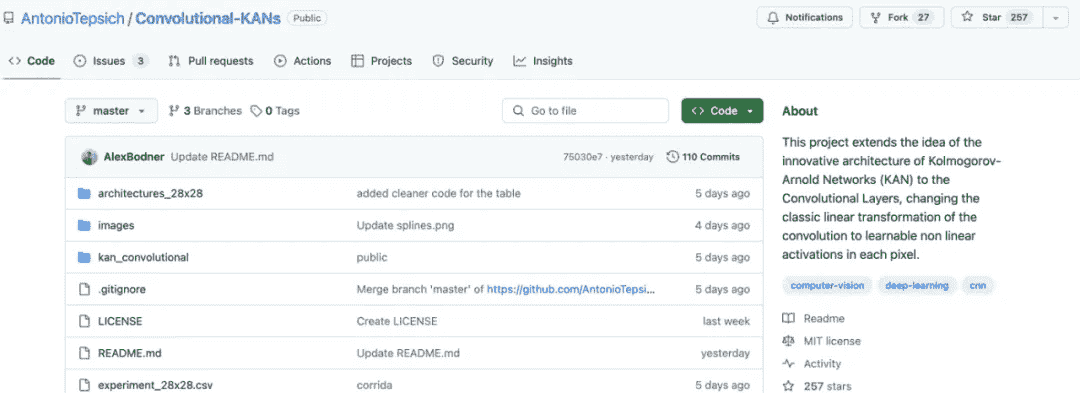 AntonioTepsich / Convolutional-KANs Public
Notifications Fork 27 Star 257
Code Issues 3 Pull requests Actions Projects Security Insights
master 3 Branches 0 Tags Go to file Code
About
This project extends the idea of the
innovative architecture of Kolmogorov-
Arnold Networks (KAN) to the
Convolutional Layers, changing the
classic linear transformation of the
convolution to learnable non linear
activations in each pixel.
computer-vision deep-learning cnn
Readme
MIT license
Activity
257 stars
AlexBodner Update README.md 75030e7 · yesterday 110 Commits
architectures_28x28 added cleaner code for the table 5 days ago
images Update splines.png 4 days ago
kan_convolutional public 5 days ago
.gitignore Merge branch 'master' of https://github.com/AntonioTepsi... 5 days ago
LICENSE Create LICENSE last week
README.md Update README.md yesterday
experiment_28x28.csv corrida 5 days ago